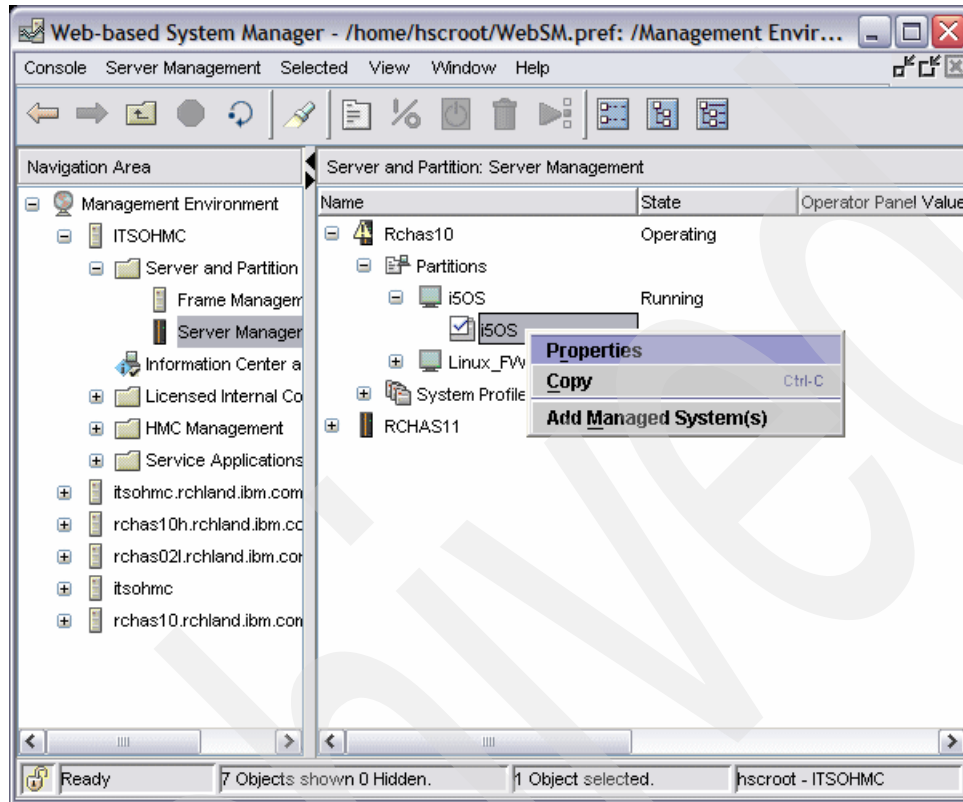 Web-based System Manager - /home/hscroot/WebSM.pref: /Management Envir...
Console Server Management Selected View Window Help
Navigation Area
Management Environment
ITSOHMC
Server and Partition
Frame Managem
Server Manager
Information Center a
Licensed Internal Co
HMC Management
Service Applications
itsohmc.rchland.ibm.com
rchas10h.rchland.ibm.co
rchas02l.rchland.ibm.com
itsohmc
rchas10.rchland.ibm.com
Server and Partition: Server Management
Name State Operator Panel Value
Rchas10 Operating
Partitions
i5OS Running
i5OS
Linux_FW
System Profile
RCHAS11
Properties
Copy Ctrl-C
Add Managed System(s)
Ready 7 Objects shown 0 Hidden. 1 Object selected. hscroot - ITSOHMC